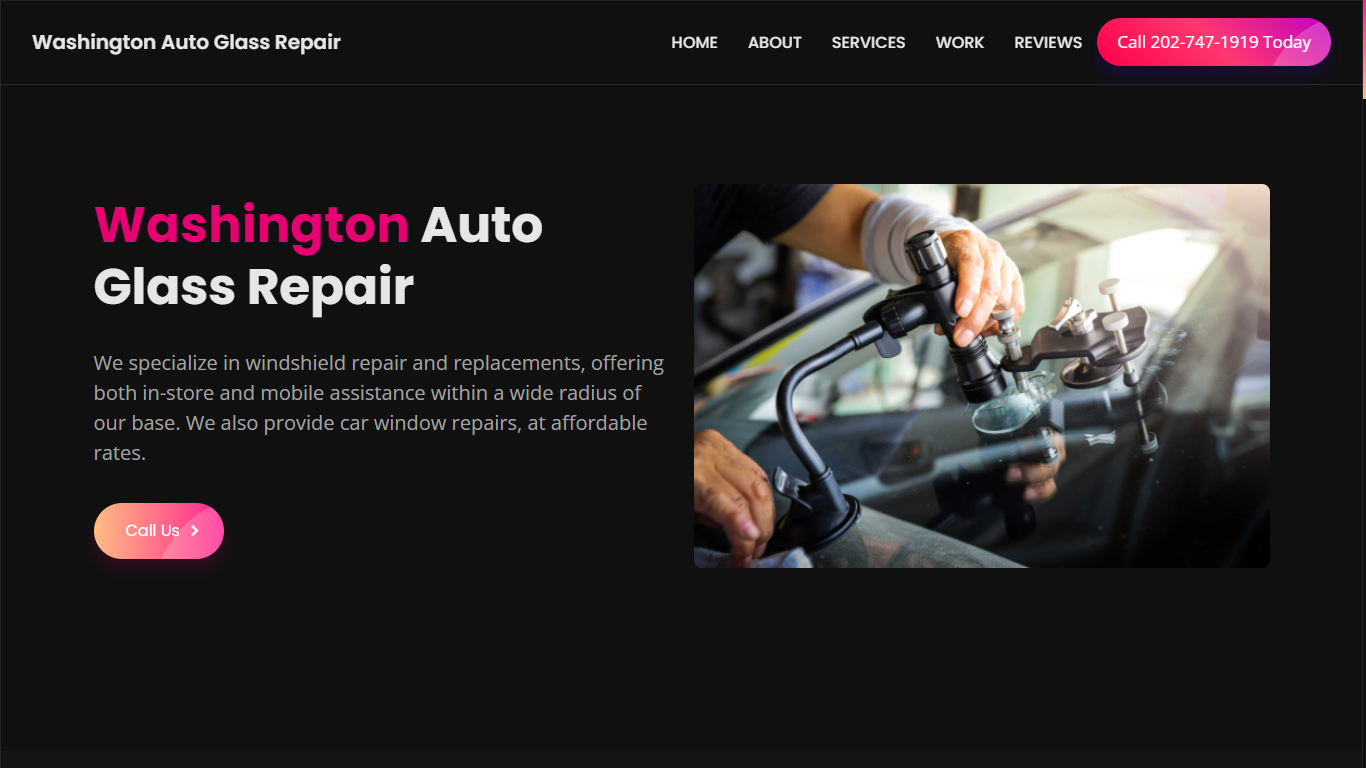 Washington Auto Glass Repair
HOME
ABOUT
SERVICES
WORK
REVIEWS
Call 202-747-1919 Today
Washington Auto
Glass Repair
We specialize in windshield repair and replacements, offering
both in-store and mobile assistance within a wide radius of
our base. We also provide car window repairs, at affordable
rates.
Call Us